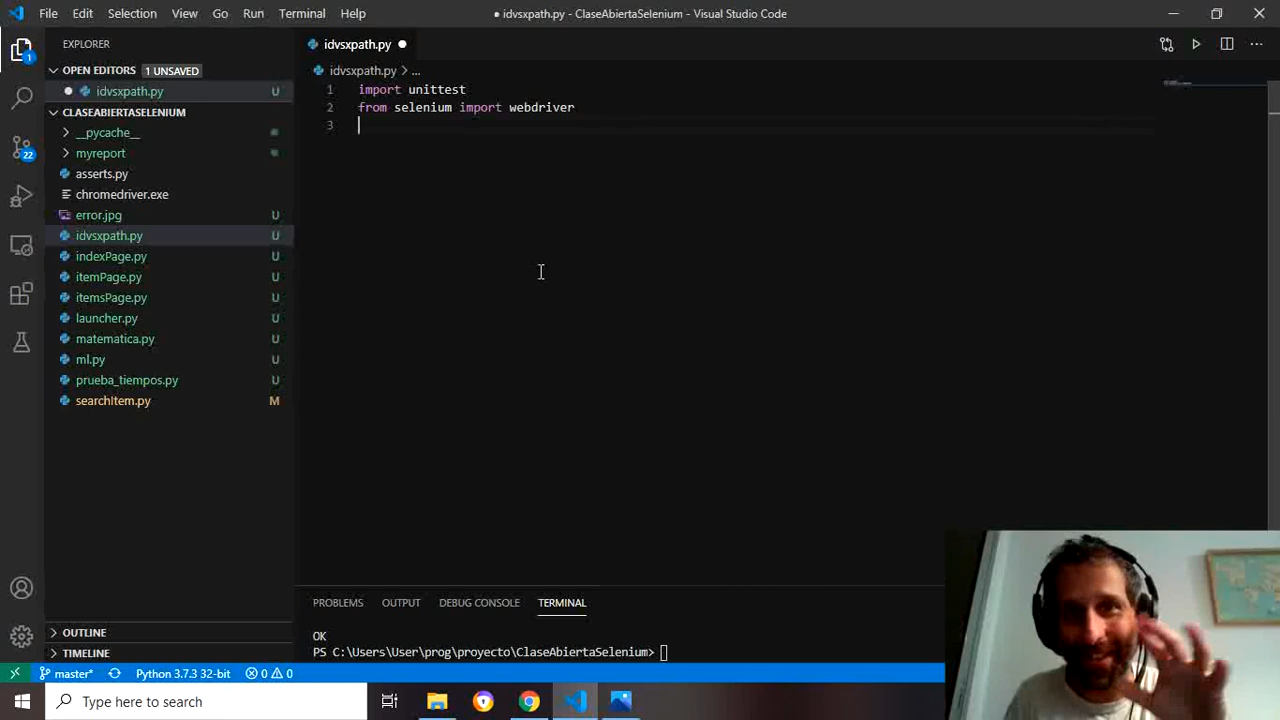 File Edit Selection View Go Run Terminal Help
● idvsxpath.py - ClaseAbiertaSelenium - Visual Studio Code
EXPLORER
OPEN EDITORS 1 UNSAVED
idvsxpath.py U
CLASEABIERTASELENIUM
__pycache__
myreport
asserts.py
chromedriver.exe
error.jpg U
idvsxpath.py U
indexPage.py U
itemPage.py U
itemsPage.py U
launcher.py U
matematica.py U
ml.py U
prueba_tiempos.py U
searchItem.py M
OUTLINE
TIMELINE
1
22
idvsxpath.py
idvsxpath.py > ...
1 import unittest
2 from selenium import webdriver
3
PROBLEMS OUTPUT DEBUG CONSOLE TERMINAL
OK
PS C:\Users\User\prog\proyecto\ClaseAbiertaSelenium>
master* Python 3.7.3 32-bit 0 0
Type here to search